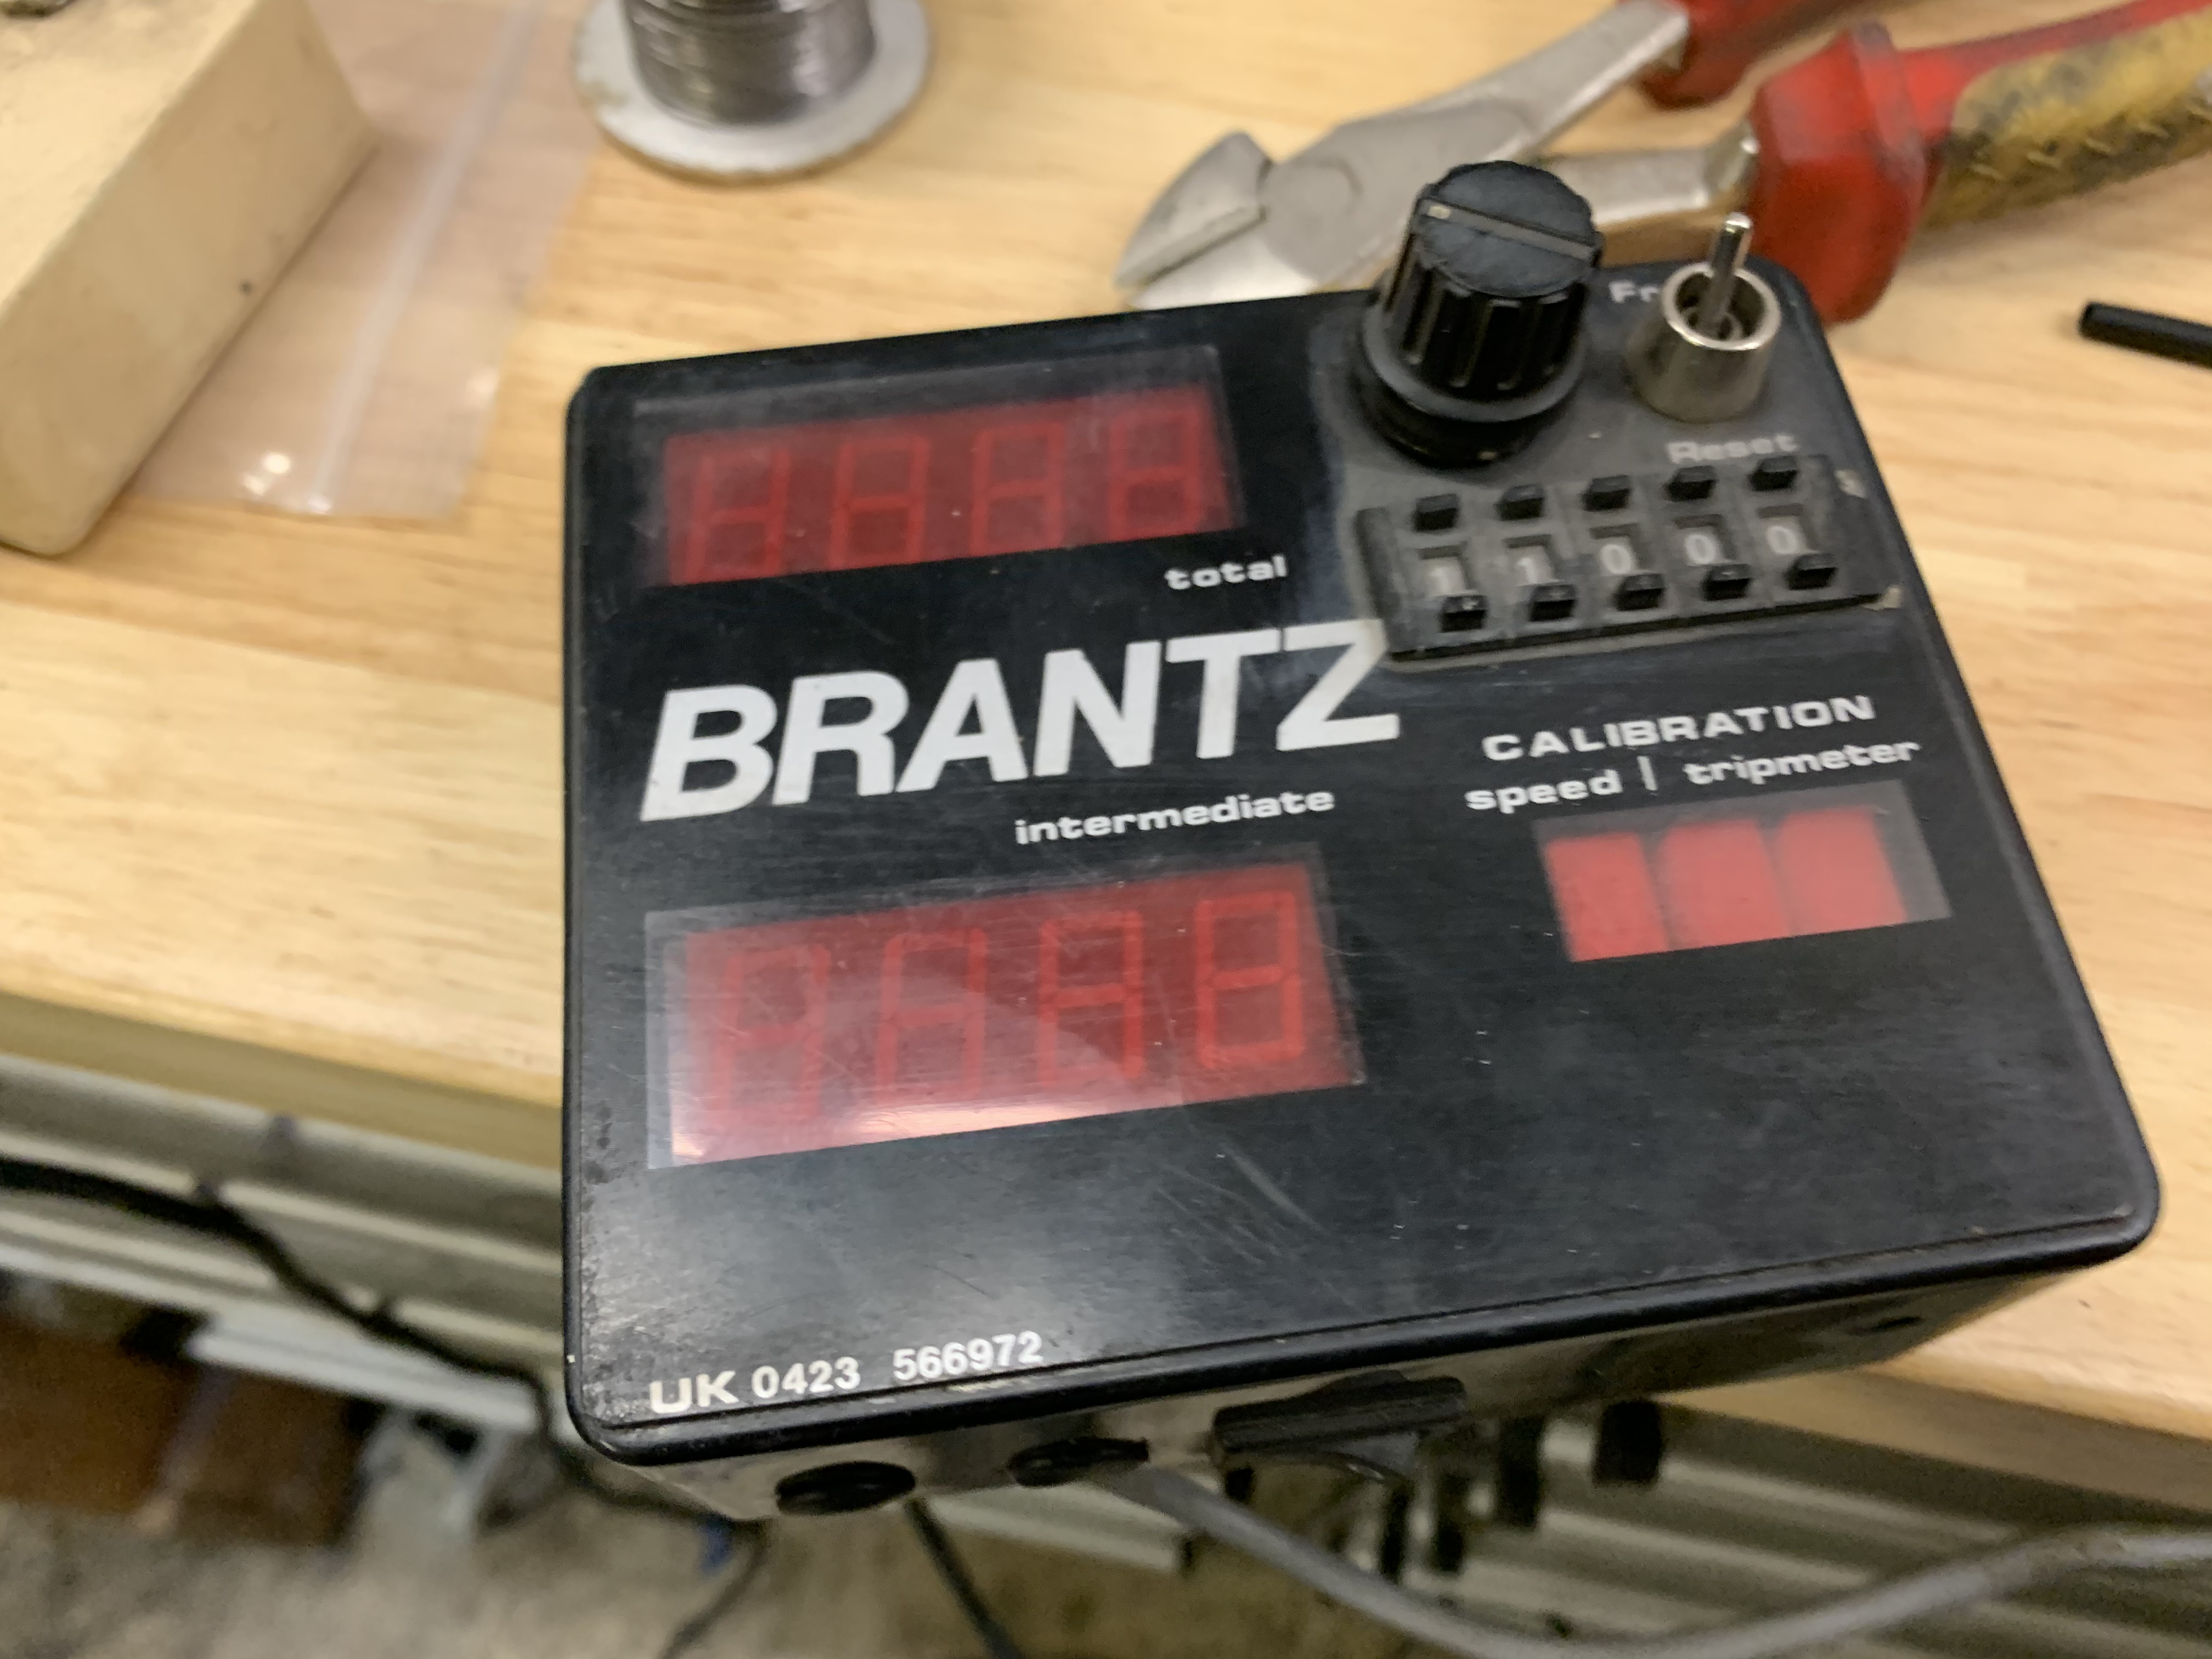 Reset
1 1 0 0 0
total
BRANTZ
CALIBRATION
speed | tripmeter
intermediate
UK 0423 566972